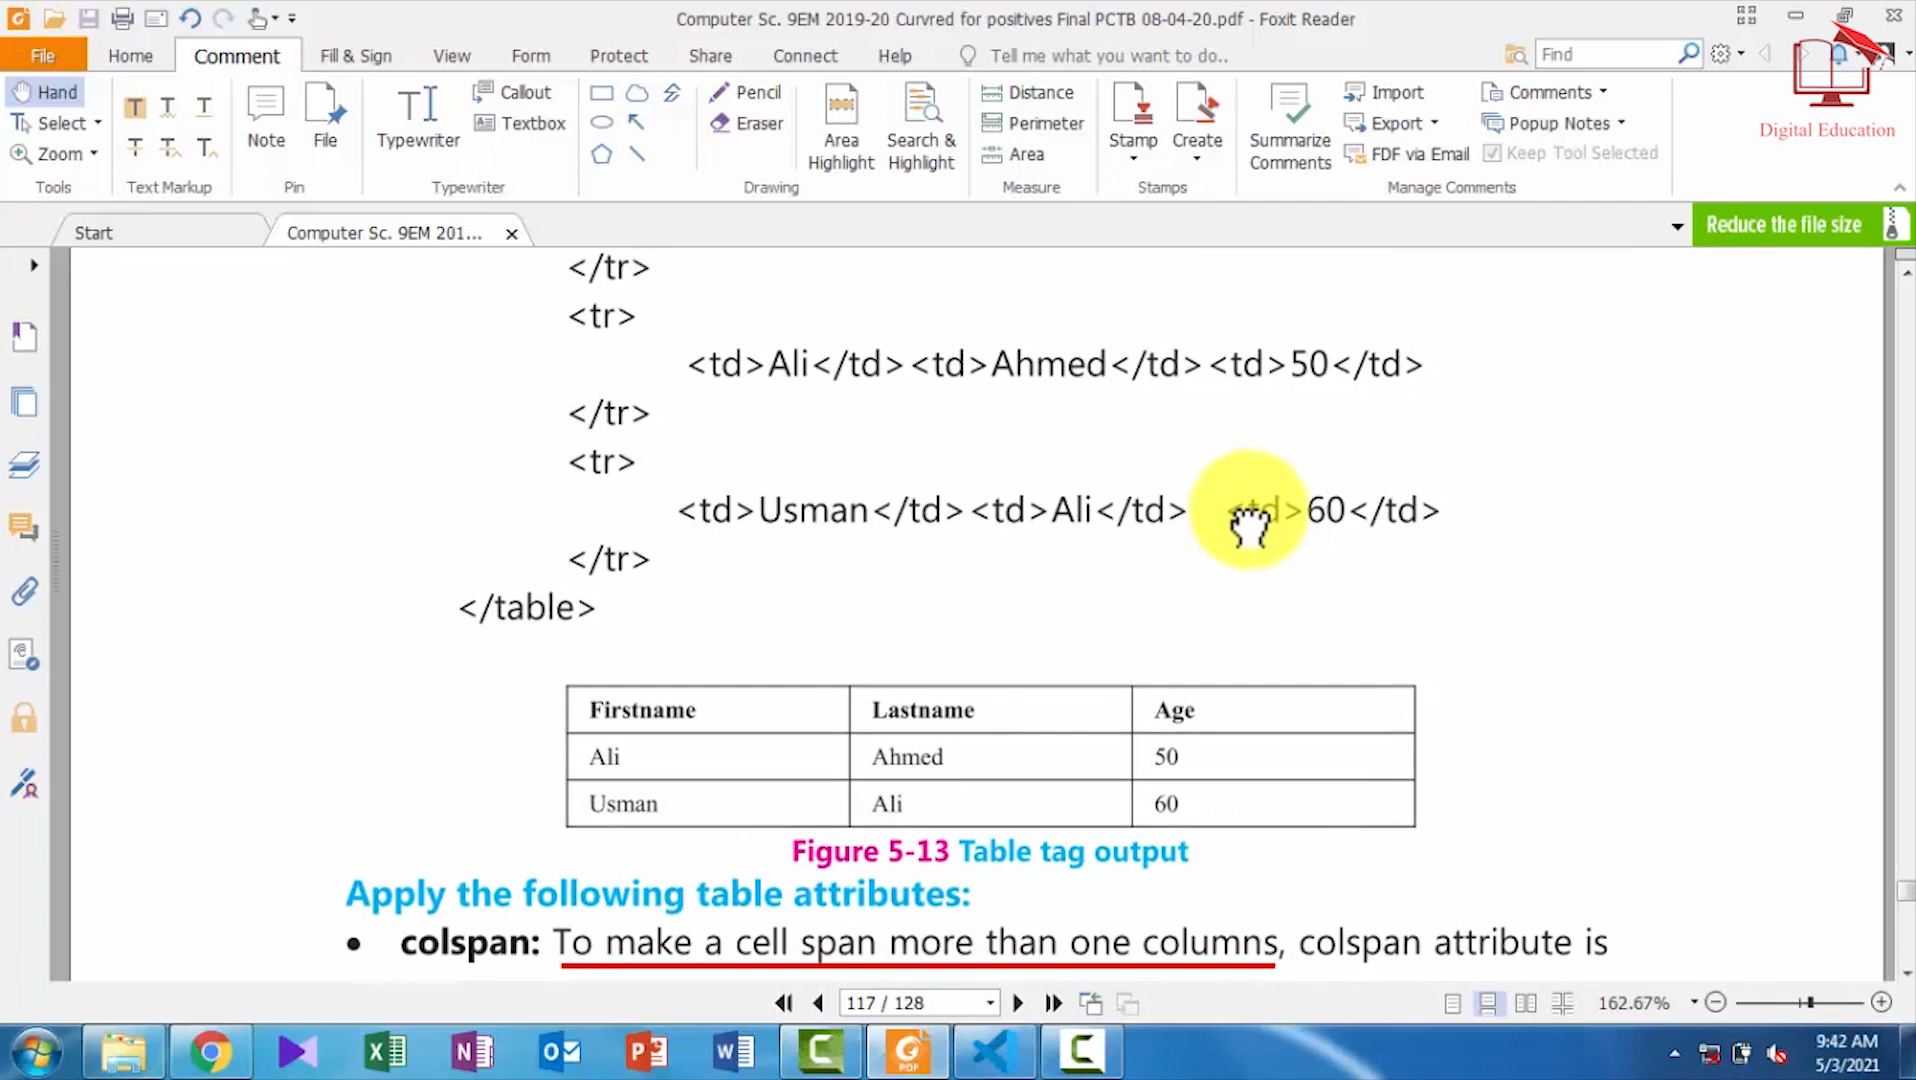 Computer Sc. 9EM 2019-20 Curvred for positives Final PCTB 08-04-20.pdf - Foxit Reader
File Home Comment Fill & Sign View Form Protect Share Connect Help Tell me what you want to do.. Find
Hand
Select
Zoom
Tools
Text Markup
Note
File
Pin
Typewriter
Callout
Textbox
Typewriter
Pencil
Eraser
Area Highlight
Search & Highlight
Drawing
Distance
Perimeter
Area
Measure
Stamp
Create
Stamps
Summarize Comments
Import
Export
FDF via Email
Comments
Popup Notes
Keep Tool Selected
Manage Comments
Digital Education
Start
Computer Sc. 9EM 201...
Reduce the file size
</tr>
<tr>
<td>Ali</td><td>Ahmed</td><td>50</td>
</tr>
<tr>
<td>Usman</td><td>Ali</td> <td>60</td>
</tr>
</table>
Firstname Lastname Age
Ali Ahmed 50
Usman Ali 60
Figure 5-13 Table tag output
Apply the following table attributes:
• colspan: To make a cell span more than one columns, colspan attribute is
117 / 128
162.67%
9:42 AM
5/3/2021